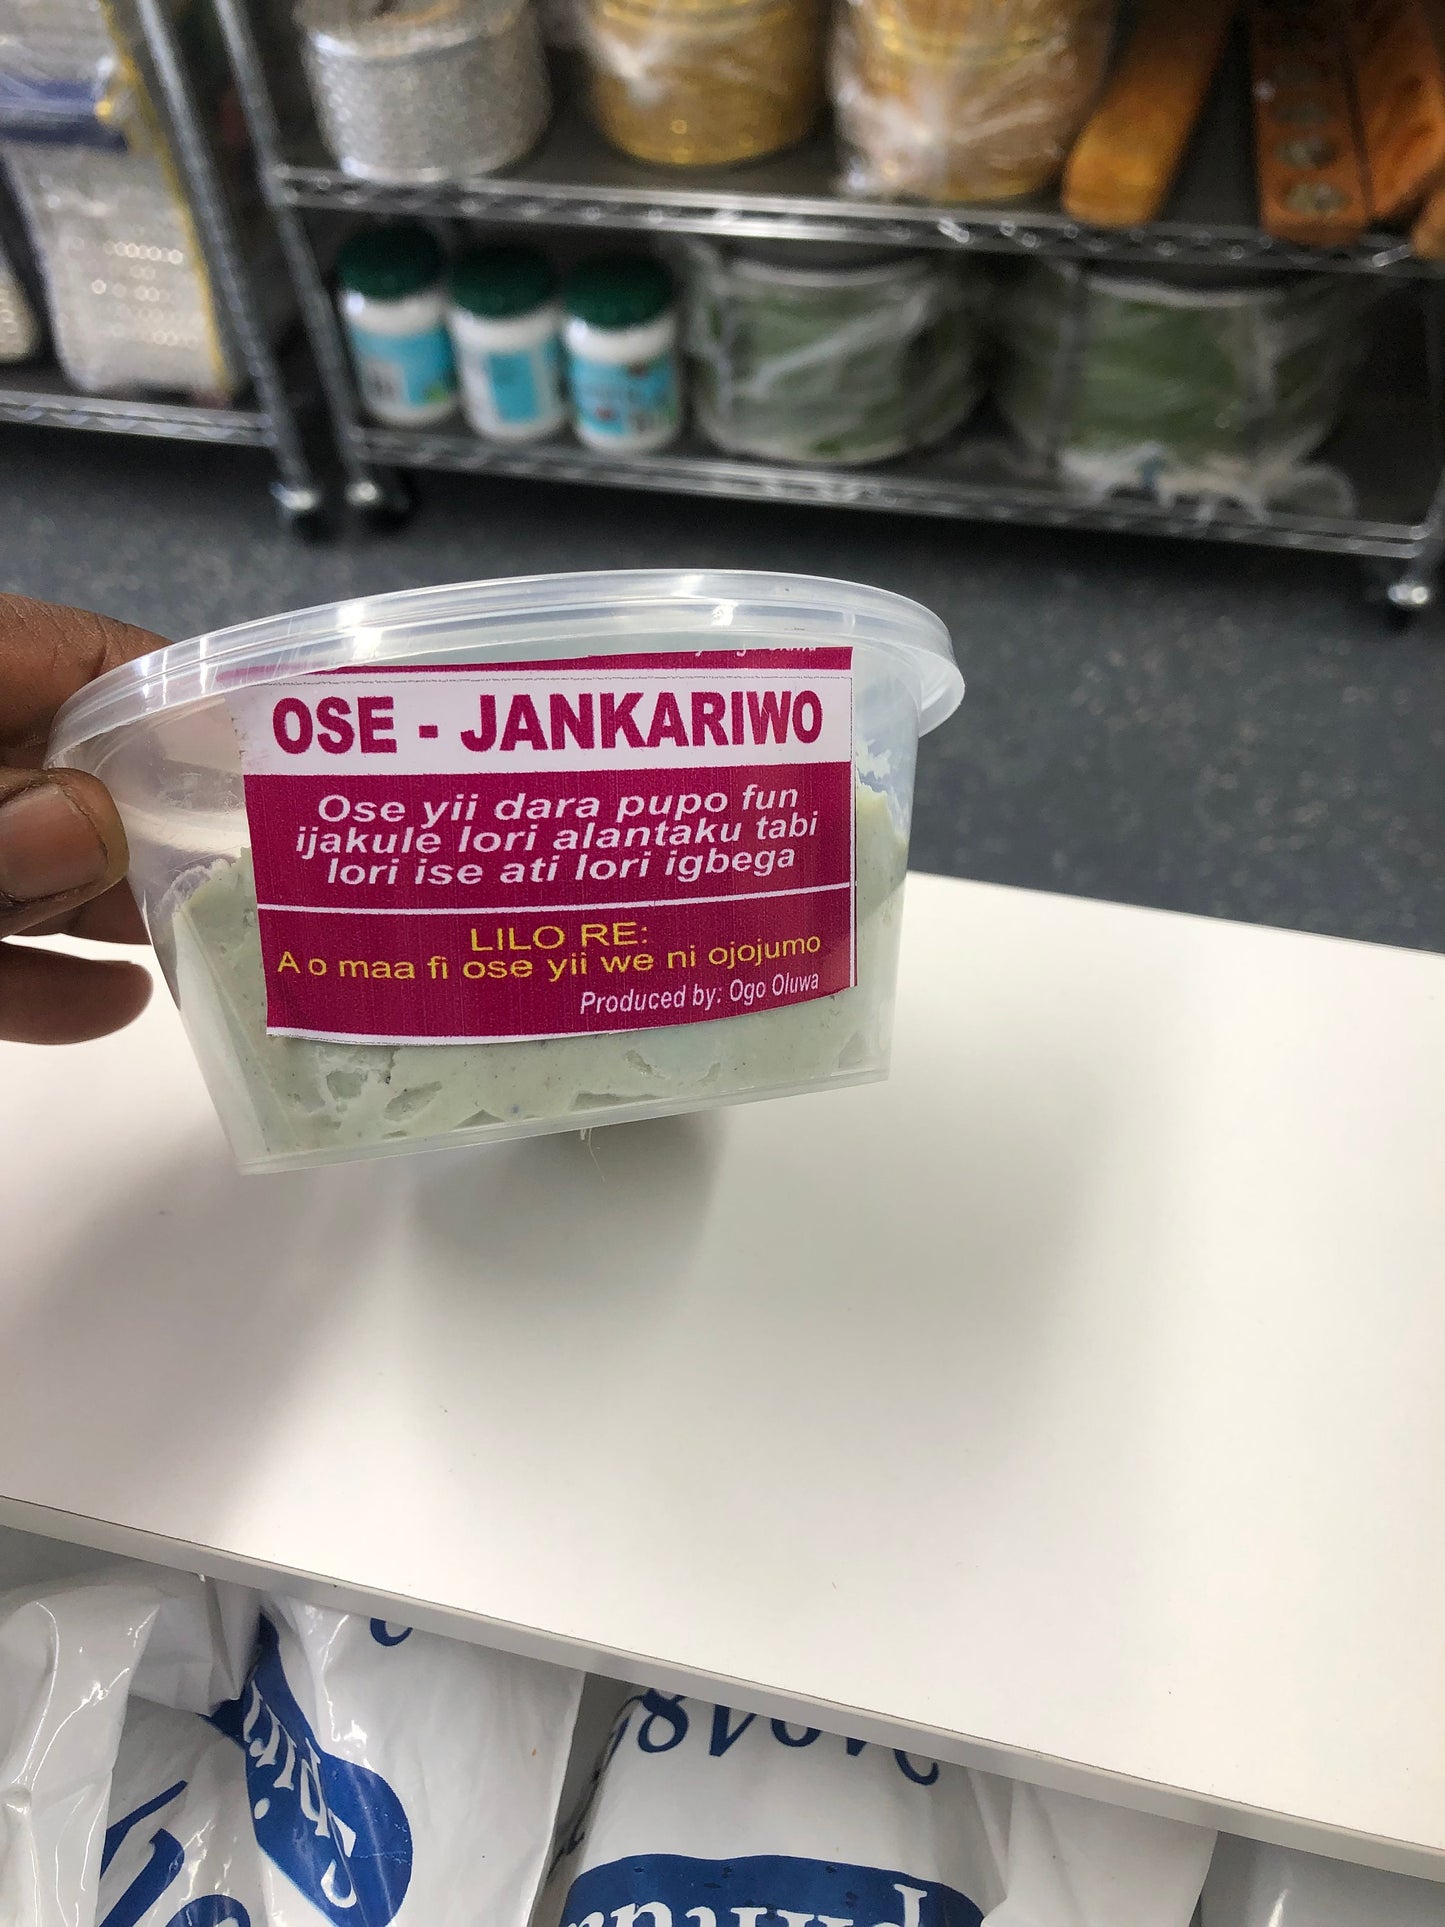 OSE - JANKARIWO
Ose yii dara pupo fun
ijakule lori alantaku tabi
lori ise ati lori igbega
LILO RE:
A o maa fi ose yii we ni ojojumo
Produced by: Ogo Oluwa